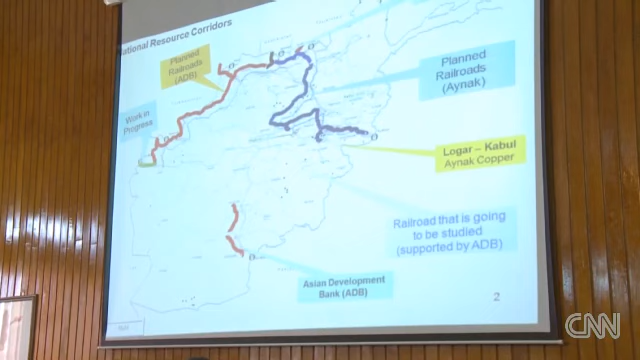 National Resource Corridors
Planned
Railroads
(ADB)
Planned
Railroads
(Aynak)
Work in
Progress
Logar – Kabul
Aynak Copper
Railroad that is going
to be studied
(supported by ADB)
Asian Development
Bank (ADB)
2
CNN